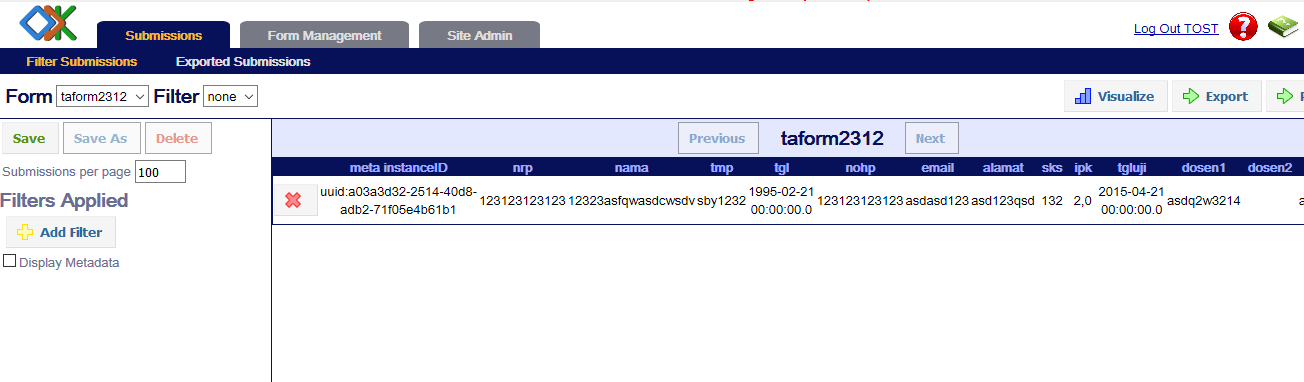 Submissions Form Management Site Admin Log Out TOST ?
Filter Submissions Exported Submissions
Form taform2312 Filter none Visualize Export
Save Save As Delete Previous taform2312 Next
Submissions per page 100
meta instanceID nrp nama tmp tgl nohp email alamat sks ipk tgluji dosen1 dosen2
Filters Applied
uuid:a03a3d32-2514-40d8-
adb2-71f05e4b61b1 123123123123 12323asfqwasdcwsdv sby1232 1995-02-21
00:00:00.0 123123123123 asdasd123 asd123qsd 132 2,0 2015-04-21
00:00:00.0 asdq2w3214
Add Filter
Display Metadata